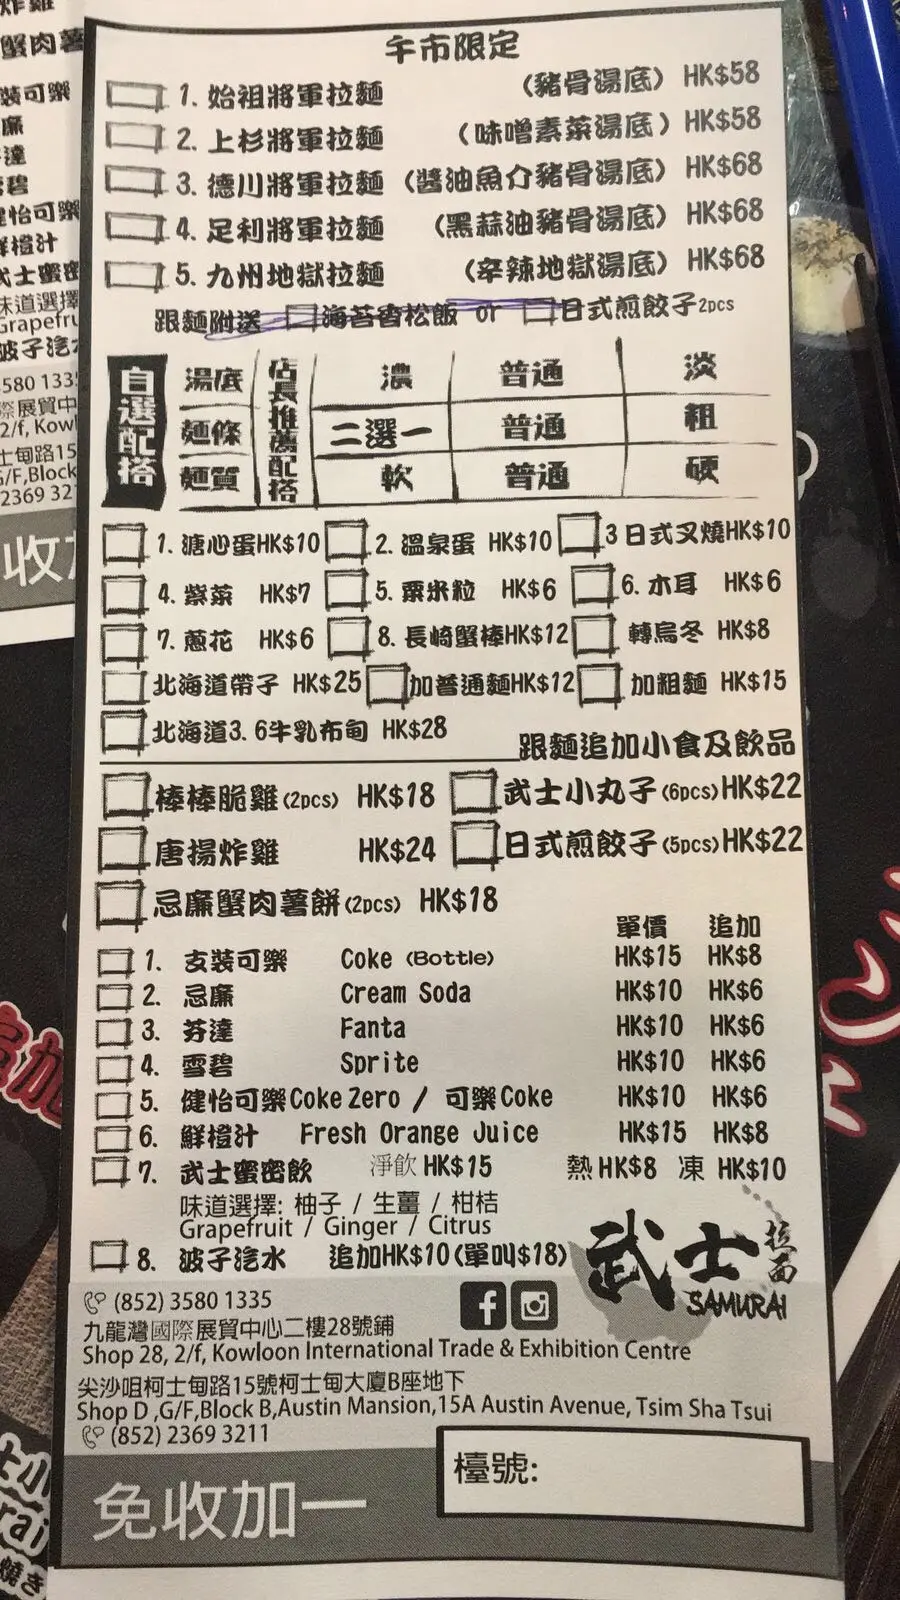 午市限定
1. 始祖將軍拉麵 (豬骨湯底) HK$58
2. 上杉將軍拉麵 (味噌素菜湯底) HK$58
3. 德川將軍拉麵 (醬油魚介豬骨湯底) HK$68
4. 足利將軍拉麵 (黑蒜油豬骨湯底) HK$68
5. 九州地獄拉麵 (辛辣地獄湯底) HK$68
跟麵附送 海苔香松飯 or 日式煎餃子2pcs
自選配搭 店長推薦配搭
湯底 濃 普通 淡
麵條 二選一 普通 粗
麵質 軟 普通 硬
1. 溏心蛋HK$10 2. 溫泉蛋 HK$10 3 日式叉燒HK$10
4. 紫菜 HK$7 5. 粟米粒 HK$6 6. 木耳 HK$6
7. 蔥花 HK$6 8. 長崎蟹棒HK$12 轉烏冬 HK$8
北海道帶子 HK$25 加普通麵HK$12 加粗麵 HK$15
北海道3.6牛乳布甸 HK$28
跟麵追加小食及飲品
棒棒脆雞(2pcs) HK$18 武士小丸子(6pcs)HK$22
唐揚炸雞 HK$24 日式煎餃子(5pcs)HK$22
忌廉蟹肉薯餅(2pcs) HK$18
單價 追加
1. 支裝可樂 Coke (Bottle) HK$15 HK$8
2. 忌廉 Cream Soda HK$10 HK$6
3. 芬達 Fanta HK$10 HK$6
4. 雪碧 Sprite HK$10 HK$6
5. 健怡可樂Coke Zero / 可樂Coke HK$10 HK$6
6. 鮮橙汁 Fresh Orange Juice HK$15 HK$8
7. 武士蜜密飲 淨飲 HK$15 熱HK$8 凍 HK$10
味道選擇: 柚子 / 生薑 / 柑桔
Grapefruit / Ginger / Citrus
8. 波子汽水 追加HK$10(單叫$18)
武士 拉面
SAMURAI
(852) 3580 1335
九龍灣國際展貿中心二樓28號鋪
Shop 28, 2/f, Kowloon International Trade & Exhibition Centre
尖沙咀柯士甸路15號柯士甸大廈B座地下
Shop D ,G/F,Block B,Austin Mansion,15A Austin Avenue, Tsim Sha Tsui
(852) 2369 3211
檯號:
免收加一